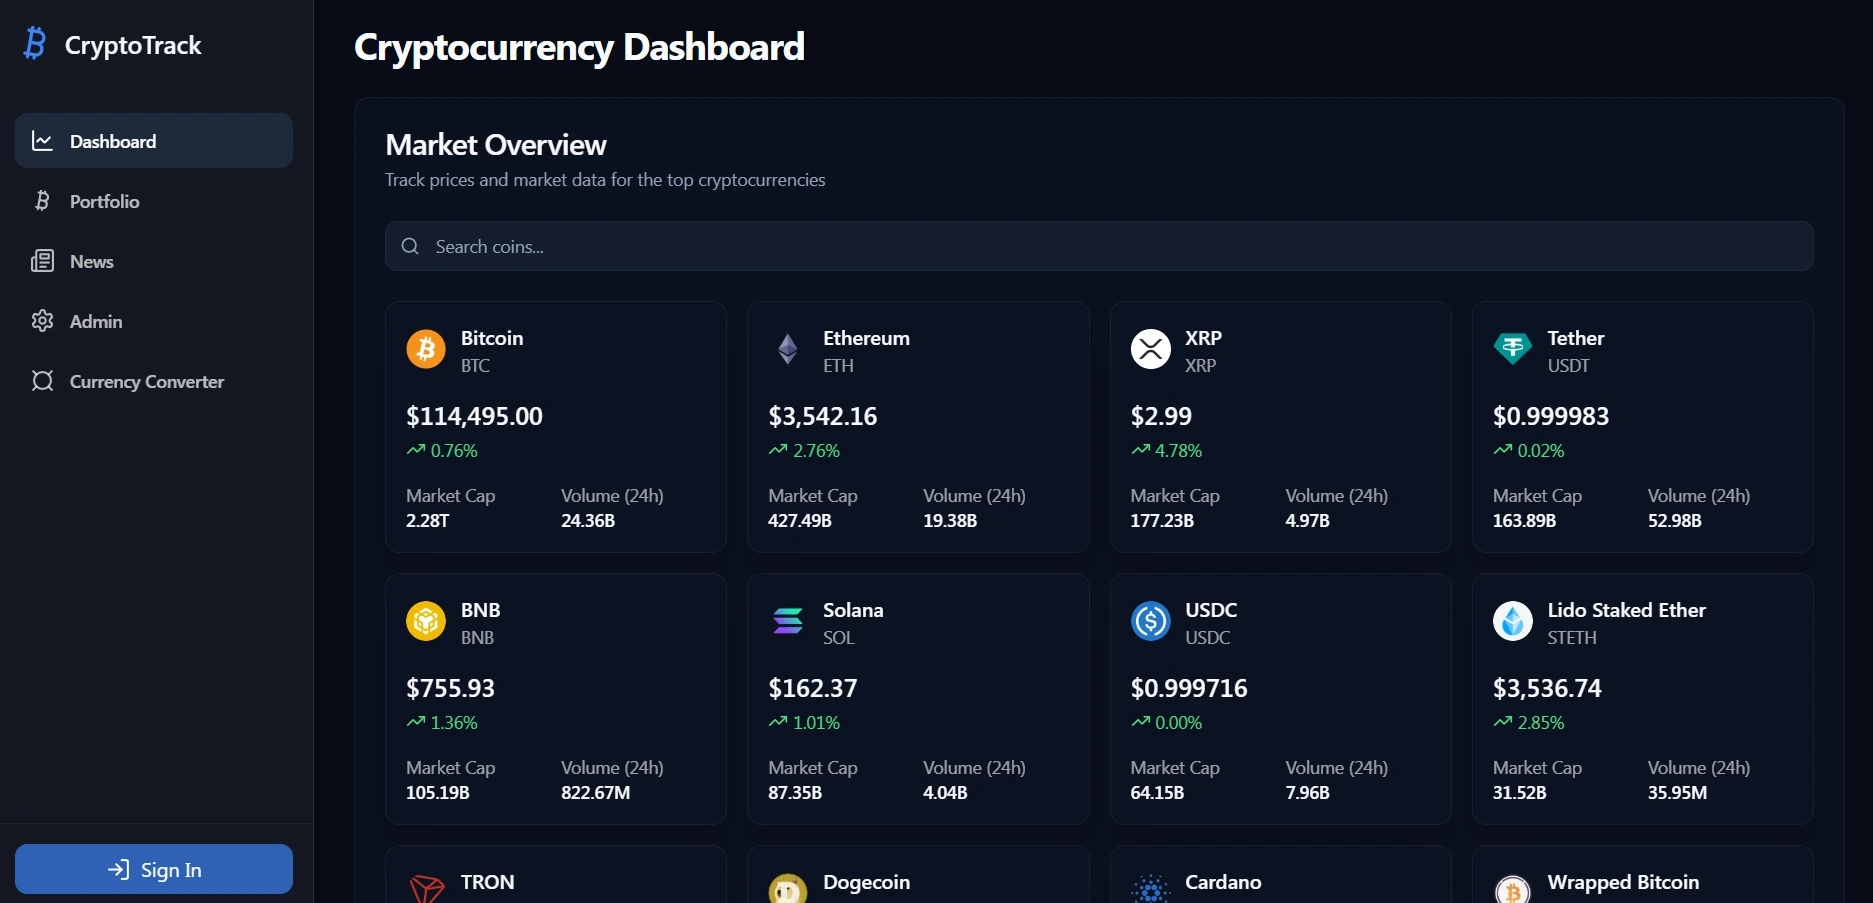 CryptoTrack
Dashboard
Portfolio
News
Admin
Currency Converter
Sign In
Cryptocurrency Dashboard
Market Overview
Track prices and market data for the top cryptocurrencies
Search coins...
Bitcoin
BTC
$114,495.00
0.76%
Market Cap
2.28T
Volume (24h)
24.36B
Ethereum
ETH
$3,542.16
2.76%
Market Cap
427.49B
Volume (24h)
19.38B
XRP
XRP
$2.99
4.78%
Market Cap
177.23B
Volume (24h)
4.97B
Tether
USDT
$0.999983
0.02%
Market Cap
163.89B
Volume (24h)
52.98B
BNB
BNB
$755.93
1.36%
Market Cap
105.19B
Volume (24h)
822.67M
Solana
SOL
$162.37
1.01%
Market Cap
87.35B
Volume (24h)
4.04B
USDC
USDC
$0.999716
0.00%
Market Cap
64.15B
Volume (24h)
7.96B
Lido Staked Ether
STETH
$3,536.74
2.85%
Market Cap
31.52B
Volume (24h)
35.95M
TRON
Dogecoin
Cardano
Wrapped Bitcoin